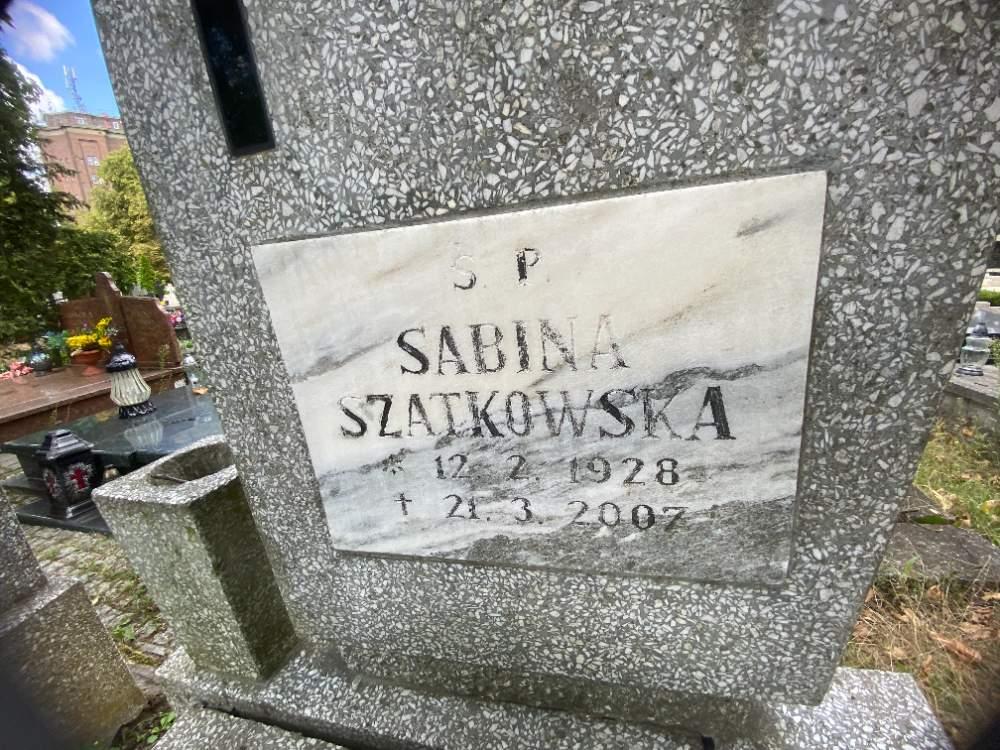 Ś. P.
SABINA
SZATKOWSKA
* 12. 2. 1928
† 21. 3. 2007